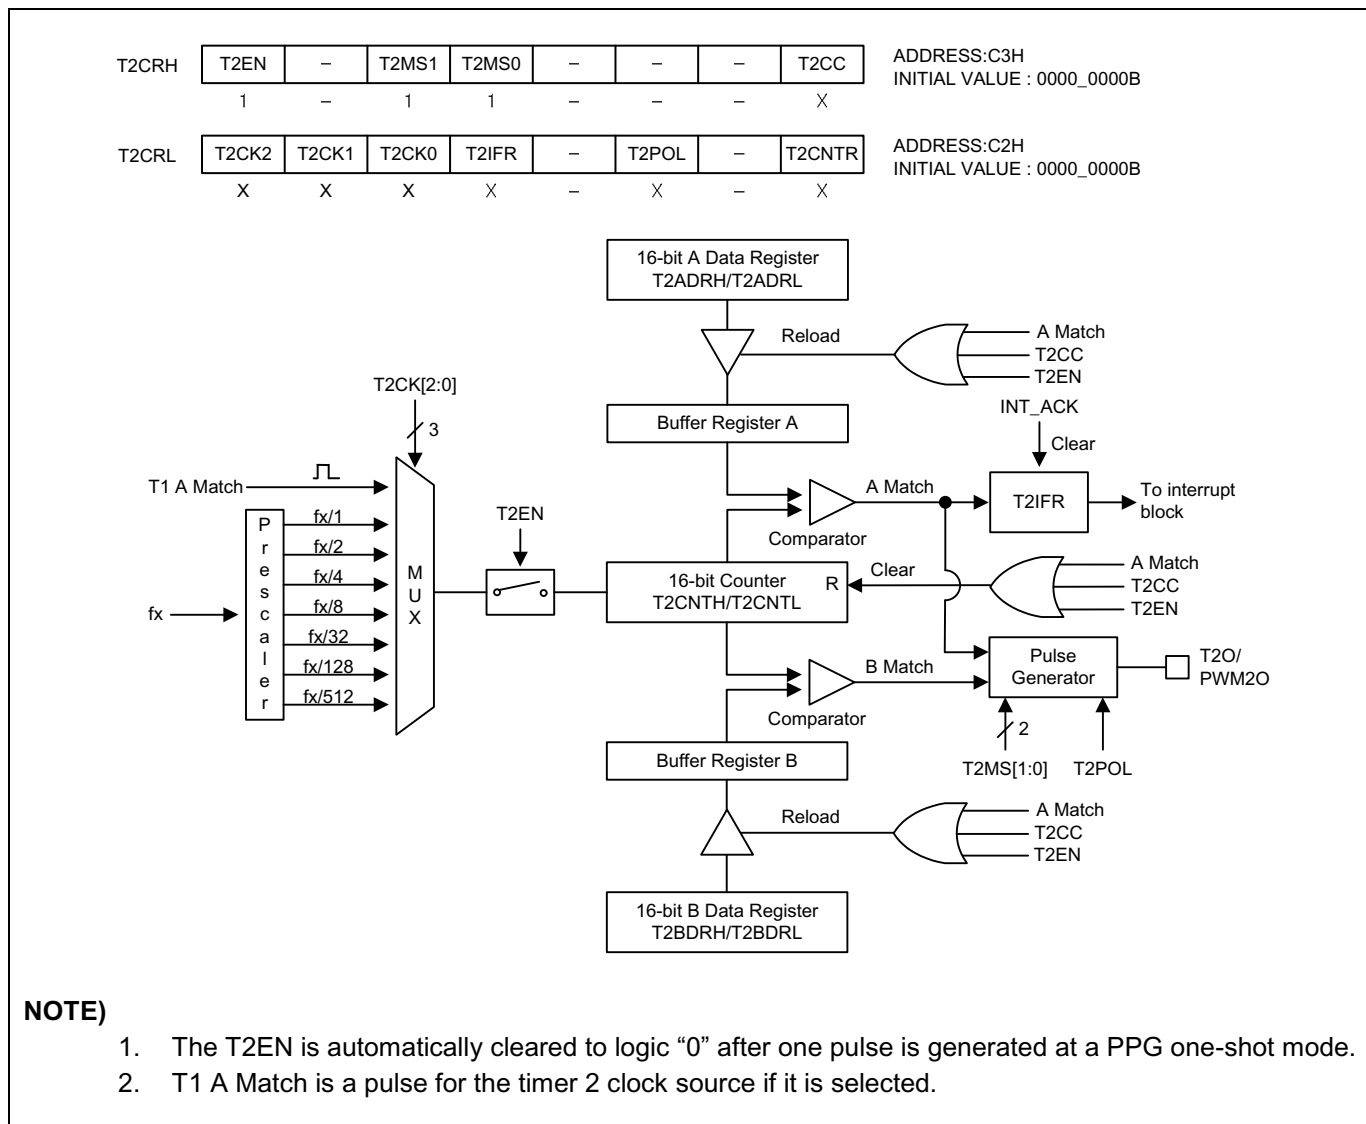 T2CRH T2EN – T2MS1 T2MS0 – – – T2CC ADDRESS:C3H
INITIAL VALUE : 0000_0000B
1 – 1 1 – – – X
T2CRL T2CK2 T2CK1 T2CK0 T2IFR – T2POL – T2CNTR ADDRESS:C2H
INITIAL VALUE : 0000_0000B
X X X X – X – X
16-bit A Data Register
T2ADRH/T2ADRL
Reload
A Match
T2CC
T2EN
T2CK[2:0]
3
Buffer Register A
INT_ACK
Clear
T1 A Match
A Match
T2IFR
To interrupt
block
Comparator
fx
Prescaler
fx/1
fx/2
fx/4
fx/8
fx/32
fx/128
fx/512
MUX
T2EN
16-bit Counter
T2CNTH/T2CNTL
R
Clear
A Match
T2CC
T2EN
B Match
Comparator
Pulse
Generator
T2O/
PWM2O
2
T2MS[1:0]
T2POL
Buffer Register B
Reload
A Match
T2CC
T2EN
16-bit B Data Register
T2BDRH/T2BDRL
NOTE)
1. The T2EN is automatically cleared to logic “0” after one pulse is generated at a PPG one-shot mode.
2. T1 A Match is a pulse for the timer 2 clock source if it is selected.